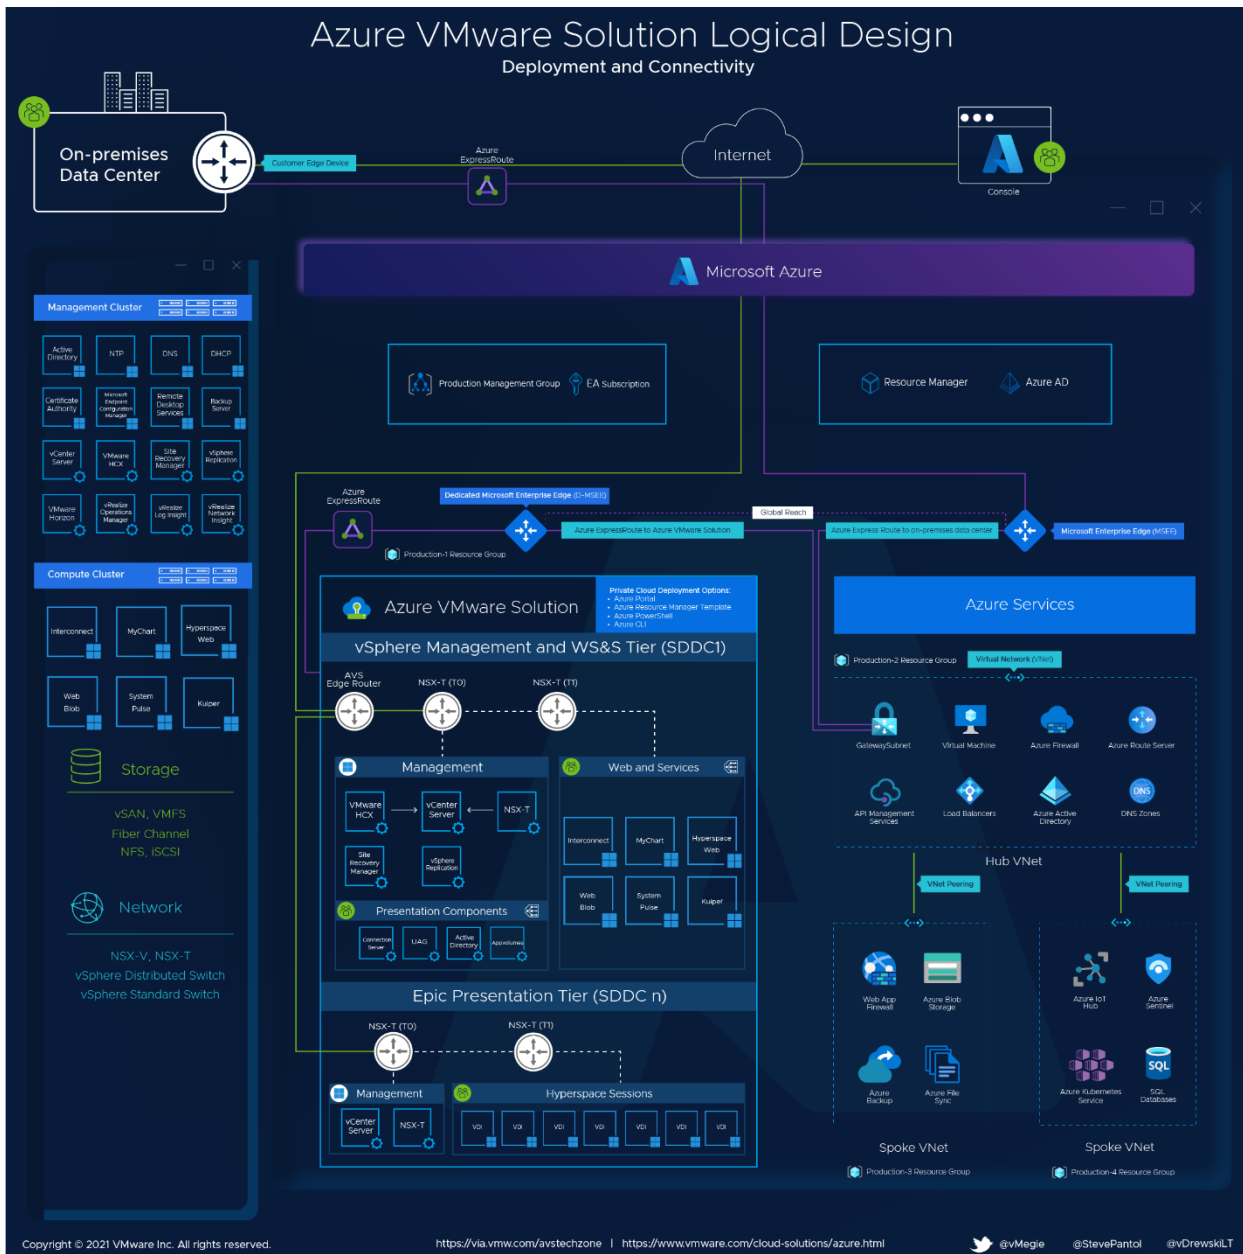 Azure VMware Solution Logical Design
Deployment and Connectivity
On-premises
Data Center
Customer Edge Device
Azure
ExpressRoute
Internet
Console
Microsoft Azure
Management Cluster
Active
Directory
NTP
DNS
DHCP
Certificate
Authority
Microsoft
Endpoint
Configuration
Manager
Remote
Desktop
Services
Backup
Server
vCenter
Server
VMware
HCX
Site
Recovery
Manager
vSphere
Replication
VMware
Horizon
vRealize
Operations
Manager
vRealize
Log Insight
vRealize
Network
Insight
Compute Cluster
Interconnect
MyChart
Hyperspace
Web
Web
Blob
System
Pulse
Kuiper
Storage
vSAN, VMFS
Fiber Channel
NFS, iSCSI
Network
NSX-V, NSX-T
vSphere Distributed Switch
vSphere Standard Switch
Production Management Group
EA Subscription
Resource Manager
Azure AD
Azure
ExpressRoute
Dedicated Microsoft Enterprise Edge (D-MSEE)
Global Reach
Azure ExpressRoute to Azure VMware Solution
Azure Express Route to on-premises data center
Microsoft Enterprise Edge (MSEE)
Production-1 Resource Group
Azure VMware Solution
Private Cloud Deployment Options:
• Azure Portal
• Azure Resource Manager Template
• Azure PowerShell
• Azure CLI
vSphere Management and WS&S Tier (SDDC1)
AVS
Edge Router
NSX-T (T0)
NSX-T (T1)
Management
VMware
HCX
vCenter
Server
NSX-T
Site
Recovery
Manager
vSphere
Replication
Presentation Components
Connection
Server
UAG
Active
Directory
Appvolumes
Web and Services
Interconnect
MyChart
Hyperspace
Web
Web
Blob
System
Pulse
Kuiper
Epic Presentation Tier (SDDC n)
NSX-T (T0)
NSX-T (T1)
Management
vCenter
Server
NSX-T
Hyperspace Sessions
VDI
VDI
VDI
VDI
VDI
VDI
VDI
Azure Services
Production-2 Resource Group
Virtual Network (VNet)
GatewaySubnet
Virtual Machine
Azure Firewall
Azure Route Server
API Management
Services
Load Balancers
Azure Active
Directory
DNS
DNS Zones
Hub VNet
VNet Peering
VNet Peering
Web App
Firewall
Azure Blob
Storage
Azure
Backup
Azure File
Sync
Spoke VNet
Production-3 Resource Group
Azure IoT
Hub
Azure
Sentinel
Azure Kubernetes
Service
SQL
SQL
Databases
Spoke VNet
Production-4 Resource Group
Copyright © 2021 VMware Inc. All rights reserved.
https://via.vmw.com/avstechzone | https://www.vmware.com/cloud-solutions/azure.html
@vMegie
@StevePantol
@vDrewskiLT